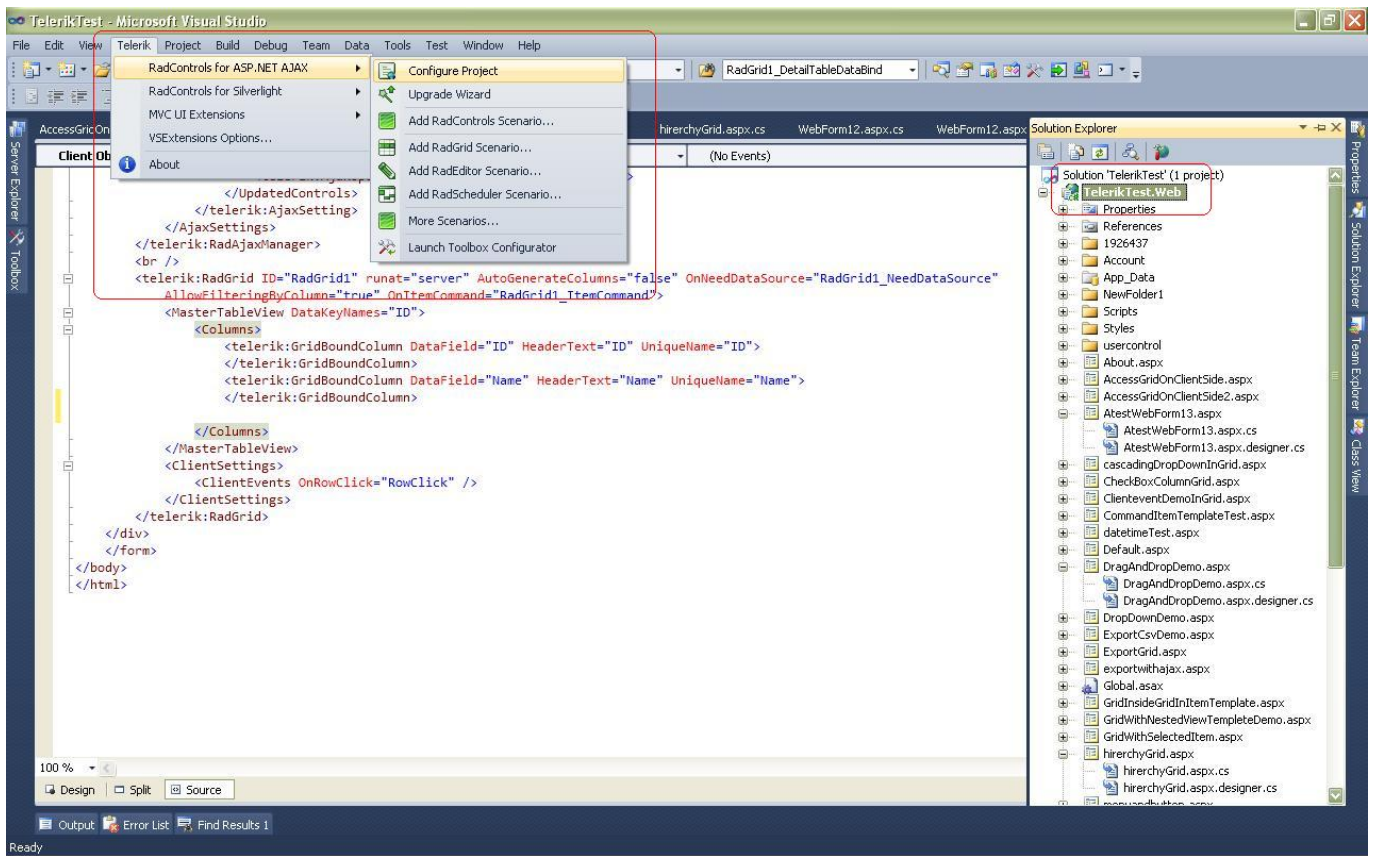 TelerikTest - Microsoft Visual Studio
File Edit View Telerik Project Build Debug Team Data Tools Test Window Help
RadGrid1_DetailTableDataBind
RadControls for ASP.NET AJAX
RadControls for Silverlight
MVC UI Extensions
VSExtensions Options...
About
Configure Project
Upgrade Wizard
Add RadControls Scenario...
Add RadGrid Scenario...
Add RadEditor Scenario...
Add RadScheduler Scenario...
More Scenarios...
Launch Toolbox Configurator
hirerchyGrid.aspx.cs WebForm12.aspx.cs WebForm12.aspx
(No Events)
</UpdatedControls>
</telerik:AjaxSetting>
</AjaxSettings>
</telerik:RadAjaxManager>
<br />
<telerik:RadGrid ID="RadGrid1" runat="server" AutoGenerateColumns="false" OnNeedDataSource="RadGrid1_NeedDataSource"
AllowFilteringByColumn="true" OnItemCommand="RadGrid1_ItemCommand">
<MasterTableView DataKeyNames="ID">
<Columns>
<telerik:GridBoundColumn DataField="ID" HeaderText="ID" UniqueName="ID">
</telerik:GridBoundColumn>
<telerik:GridBoundColumn DataField="Name" HeaderText="Name" UniqueName="Name">
</telerik:GridBoundColumn>
</Columns>
</MasterTableView>
<ClientSettings>
<ClientEvents OnRowClick="RowClick" />
</ClientSettings>
</telerik:RadGrid>
</div>
</form>
</body>
</html>
100 %
Design Split Source
Output Error List Find Results 1
Ready
Server Explorer
Toolbox
Solution Explorer
Solution 'TelerikTest' (1 project)
TelerikTest.Web
Properties
References
1926437
Account
App_Data
NewFolder1
Scripts
Styles
usercontrol
About.aspx
AccessGridOnClientSide.aspx
AccessGridOnClientSide2.aspx
AtestWebForm13.aspx
AtestWebForm13.aspx.cs
AtestWebForm13.aspx.designer.cs
cascadingDropDownInGrid.aspx
CheckBoxColumnGrid.aspx
ClienteventDemoInGrid.aspx
CommandItemTemplateTest.aspx
datetimeTest.aspx
Default.aspx
DragAndDropDemo.aspx
DragAndDropDemo.aspx.cs
DragAndDropDemo.aspx.designer.cs
DropDownDemo.aspx
ExportCsvDemo.aspx
ExportGrid.aspx
exportwithajax.aspx
Global.asax
GridInsideGridInItemTemplate.aspx
GridWithNestedViewTempleteDemo.aspx
GridWithSelectedItem.aspx
hirerchyGrid.aspx
hirerchyGrid.aspx.cs
hirerchyGrid.aspx.designer.cs
Properties
Solution Explorer
Team Explorer
Class View